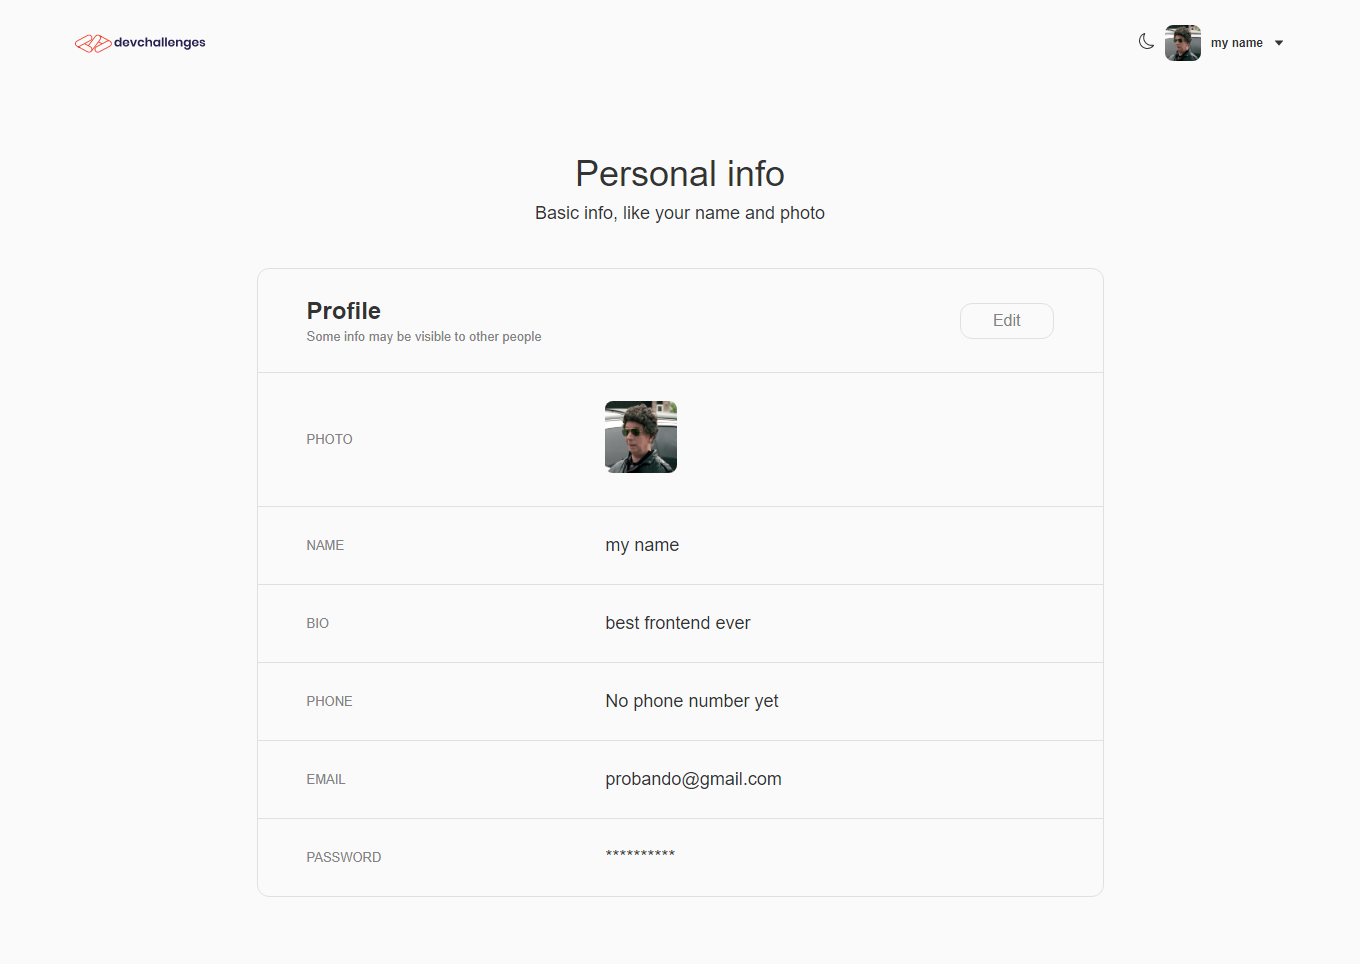 devchallenges
my name
Personal info
Basic info, like your name and photo
Profile
Some info may be visible to other people
Edit
PHOTO
NAME
my name
BIO
best frontend ever
PHONE
No phone number yet
EMAIL
probando@gmail.com
PASSWORD
**********